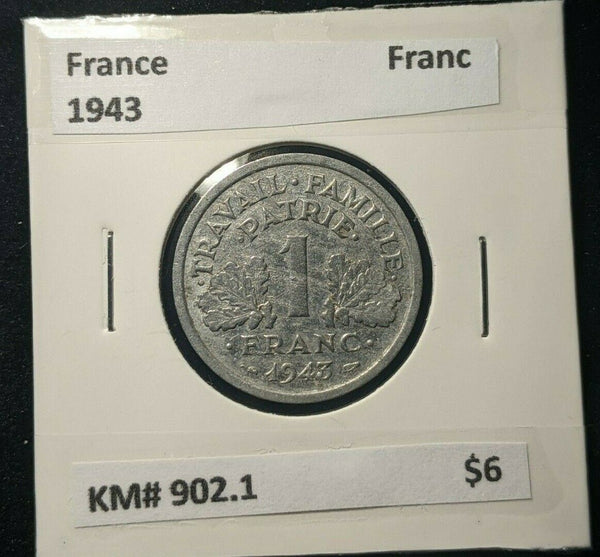 France Franc
1943
·TRAVAIL·FAMILLE·
·PATRIE·
1
·FRANC·
1943
KM# 902.1 $6